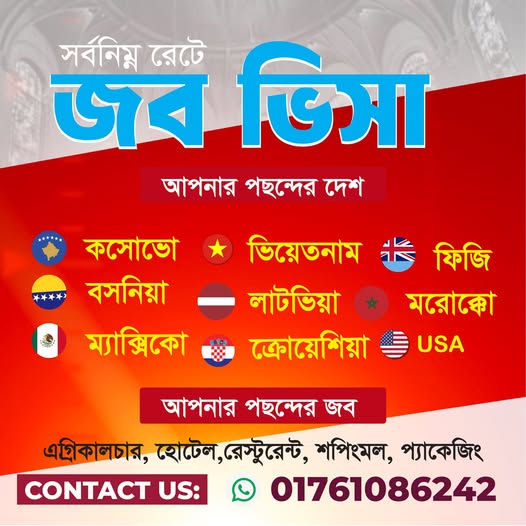 সর্বনিম্ন রেটে
জব ভিসা
আপনার পছন্দের দেশ
কসোভো ভিয়েতনাম ফিজি
বসনিয়া লাটভিয়া মরোক্কো
ম্যাক্সিকো ক্রোয়েশিয়া USA
আপনার পছন্দের জব
এগ্রিকালচার, হোটেল,রেস্টুরেন্ট, শপিংমল, প্যাকেজিং
CONTACT US: 01761086242